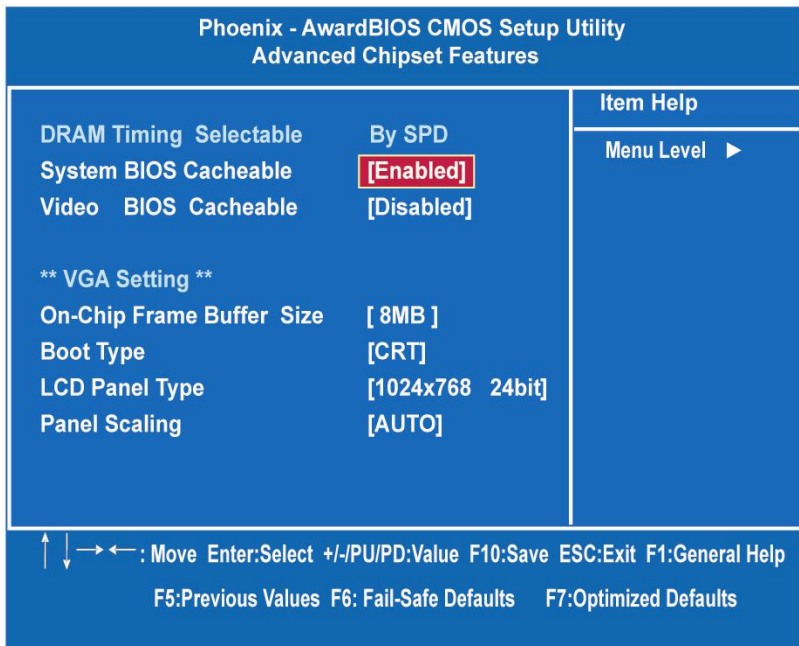 Phoenix - AwardBIOS CMOS Setup Utility
Advanced Chipset Features
DRAM Timing Selectable By SPD
System BIOS Cacheable [Enabled]
Video BIOS Cacheable [Disabled]
** VGA Setting **
On-Chip Frame Buffer Size [ 8MB ]
Boot Type [CRT]
LCD Panel Type [1024x768 24bit]
Panel Scaling [AUTO]
Item Help
Menu Level ►
↑ ↓ → ← : Move Enter:Select +/-/PU/PD:Value F10:Save ESC:Exit F1:General Help
F5:Previous Values F6: Fail-Safe Defaults F7:Optimized Defaults